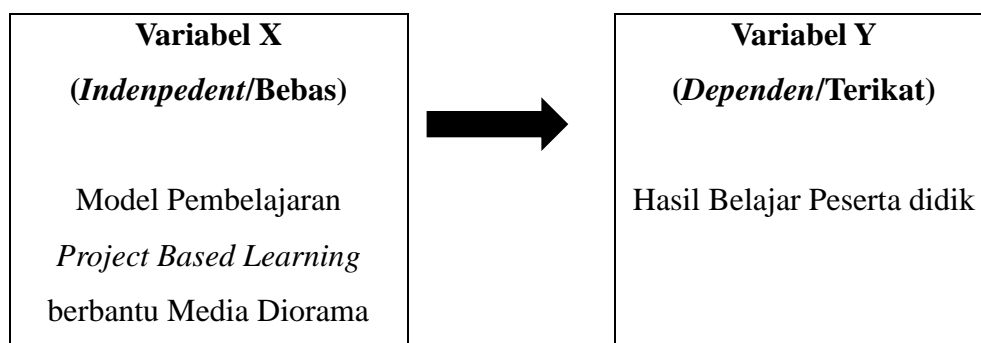 Variabel X
(Indenpedent/Bebas)
Model Pembelajaran
Project Based Learning
berbantu Media Diorama
Variabel Y
(Dependen/Terikat)
Hasil Belajar Peserta didik